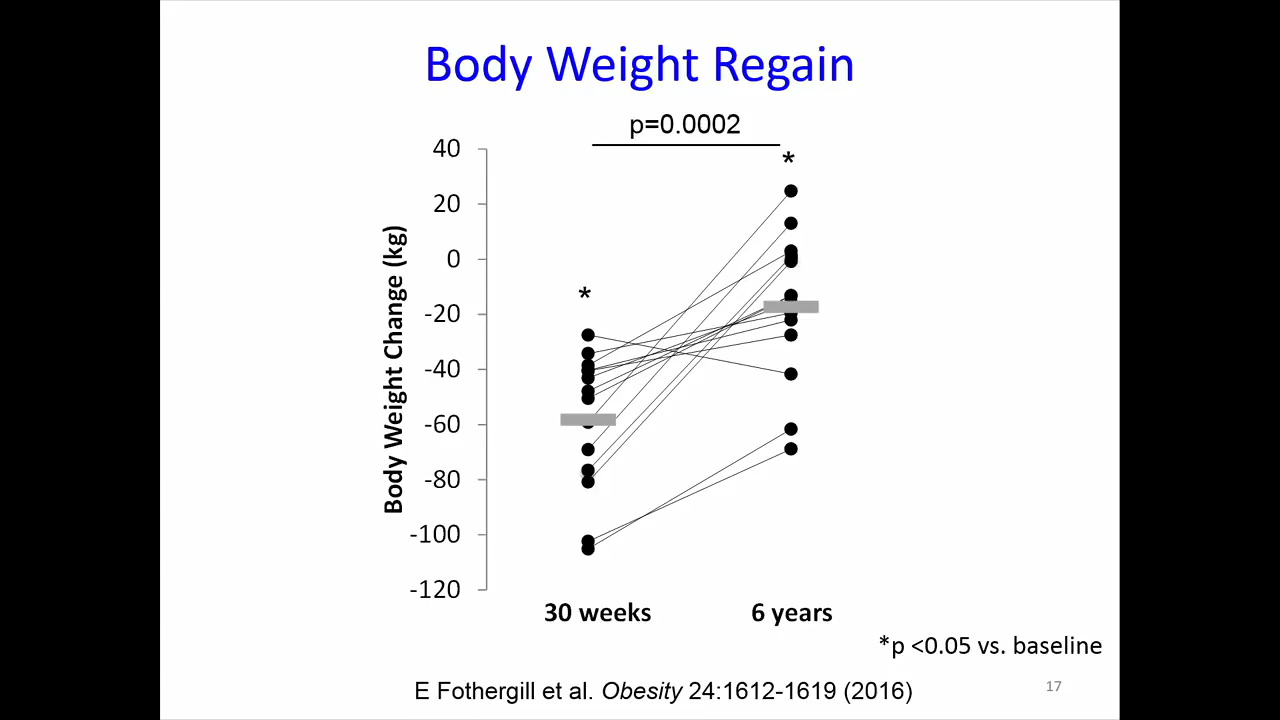 Body Weight Regain
p=0.0002
*
*
40
20
0
-20
-40
-60
-80
-100
-120
Body Weight Change (kg)
30 weeks
6 years
*p <0.05 vs. baseline
E Fothergill et al. Obesity 24:1612-1619 (2016)
17